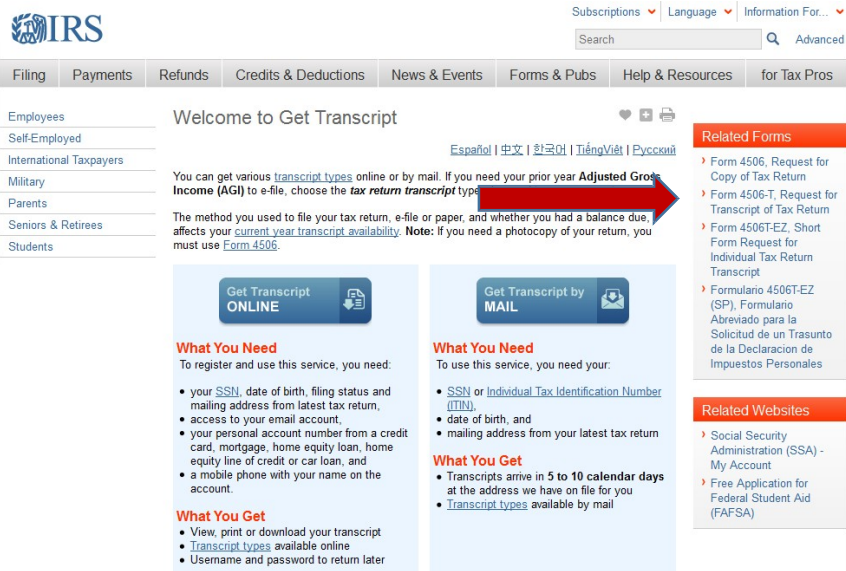 Subscriptions Language Information For...
IRS
Search Advanced
Filing Payments Refunds Credits & Deductions News & Events Forms & Pubs Help & Resources for Tax Pros
Employees
Self-Employed
International Taxpayers
Military
Parents
Seniors & Retirees
Students
Welcome to Get Transcript
Español | 中文 | 한국어 | TiếngViệt | Русский
You can get various transcript types online or by mail. If you need your prior year Adjusted Gross
Income (AGI) to e-file, choose the tax return transcript
The method you used to file your tax return, e-file or paper, and whether you had a balance due,
affects your current year transcript availability. Note: If you need a photocopy of your return, you
must use Form 4506.
Get Transcript
ONLINE
What You Need
To register and use this service, you need:
• your SSN, date of birth, filing status and
mailing address from latest tax return,
• access to your email account,
• your personal account number from a credit
card, mortgage, home equity loan, home
equity line of credit or car loan, and
• a mobile phone with your name on the
account.
What You Get
• View, print or download your transcript
• Transcript types available online
• Username and password to return later
Get Transcript by
MAIL
What You Need
To use this service, you need your:
• SSN or Individual Tax Identification Number
(ITIN),
• date of birth, and
• mailing address from your latest tax return
What You Get
• Transcripts arrive in 5 to 10 calendar days
at the address we have on file for you
• Transcript types available by mail
Related Forms
Form 4506, Request for
Copy of Tax Return
Form 4506-T, Request for
Transcript of Tax Return
Form 4506T-EZ, Short
Form Request for
Individual Tax Return
Transcript
Formulario 4506T-EZ
(SP), Formulario
Abreviado para la
Solicitud de un Trasunto
de la Declaracion de
Impuestos Personales
Related Websites
Social Security
Administration (SSA) -
My Account
Free Application for
Federal Student Aid
(FAFSA)